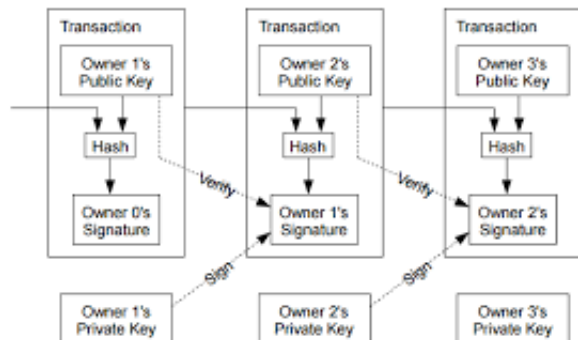 Transaction
Owner 1's
Public Key
Hash
Owner 0's
Signature
Transaction
Owner 2's
Public Key
Hash
Verify
Owner 1's
Signature
Transaction
Owner 3's
Public Key
Hash
Verify
Owner 2's
Signature
Sign
Sign
Owner 1's
Private Key
Owner 2's
Private Key
Owner 3's
Private Key